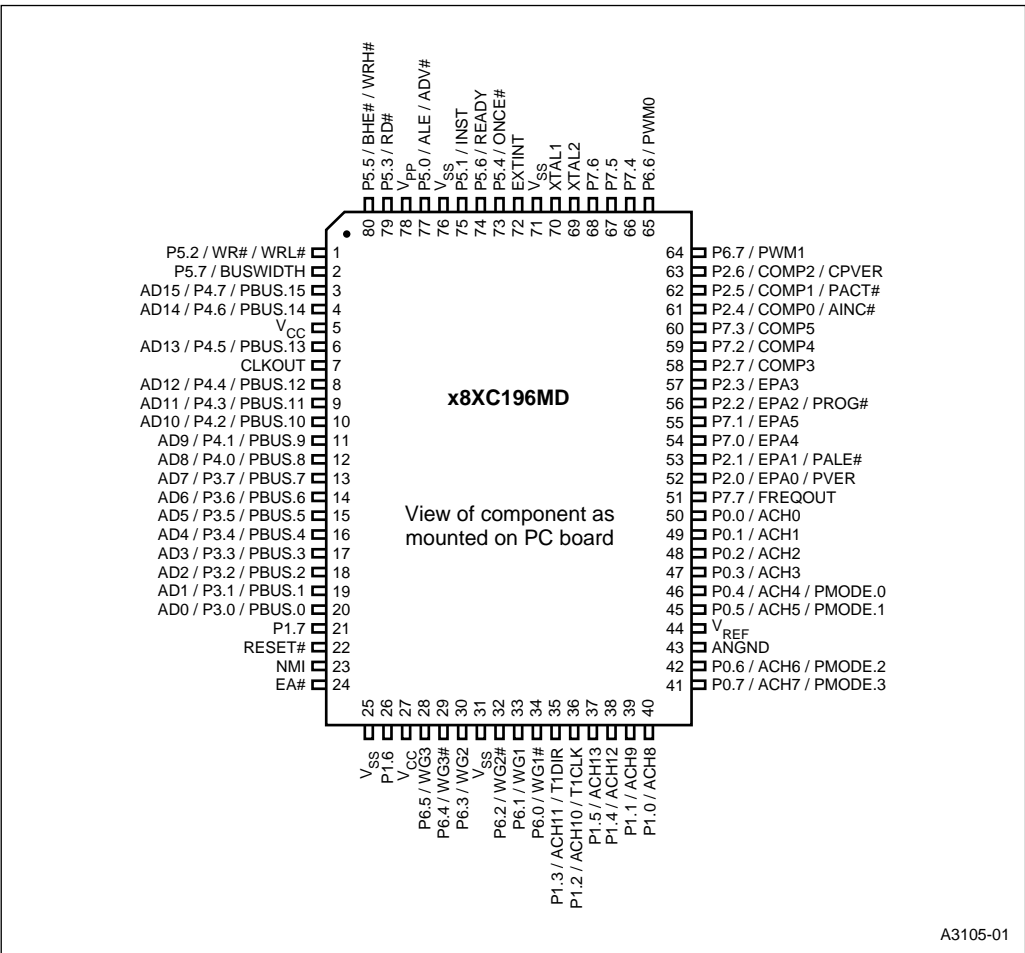 P5.5 / BHE# / WRH#
P5.3 / RD#
VPP
P5.0 / ALE / ADV#
VSS
P5.1 / INST
P5.6 / READY
P5.4 / ONCE#
EXTINT
VSS
XTAL1
XTAL2
P7.6
P7.5
P7.4
P6.6 / PWM0
80
79
78
77
76
75
74
73
72
71
70
69
68
67
66
65
P5.2 / WR# / WRL# 1
P5.7 / BUSWIDTH 2
AD15 / P4.7 / PBUS.15 3
AD14 / P4.6 / PBUS.14 4
VCC 5
AD13 / P4.5 / PBUS.13 6
CLKOUT 7
AD12 / P4.4 / PBUS.12 8
AD11 / P4.3 / PBUS.11 9
AD10 / P4.2 / PBUS.10 10
AD9 / P4.1 / PBUS.9 11
AD8 / P4.0 / PBUS.8 12
AD7 / P3.7 / PBUS.7 13
AD6 / P3.6 / PBUS.6 14
AD5 / P3.5 / PBUS.5 15
AD4 / P3.4 / PBUS.4 16
AD3 / P3.3 / PBUS.3 17
AD2 / P3.2 / PBUS.2 18
AD1 / P3.1 / PBUS.1 19
AD0 / P3.0 / PBUS.0 20
P1.7 21
RESET# 22
NMI 23
EA# 24
x8XC196MD
View of component as
mounted on PC board
64 P6.7 / PWM1
63 P2.6 / COMP2 / CPVER
62 P2.5 / COMP1 / PACT#
61 P2.4 / COMP0 / AINC#
60 P7.3 / COMP5
59 P7.2 / COMP4
58 P2.7 / COMP3
57 P2.3 / EPA3
56 P2.2 / EPA2 / PROG#
55 P7.1 / EPA5
54 P7.0 / EPA4
53 P2.1 / EPA1 / PALE#
52 P2.0 / EPA0 / PVER
51 P7.7 / FREQOUT
50 P0.0 / ACH0
49 P0.1 / ACH1
48 P0.2 / ACH2
47 P0.3 / ACH3
46 P0.4 / ACH4 / PMODE.0
45 P0.5 / ACH5 / PMODE.1
44 VREF
43 ANGND
42 P0.6 / ACH6 / PMODE.2
41 P0.7 / ACH7 / PMODE.3
25
26
27
28
29
30
31
32
33
34
35
36
37
38
39
40
VSS
P1.6
VCC
P6.5 / WG3
P6.4 / WG3#
P6.3 / WG2
VSS
P6.2 / WG2#
P6.1 / WG1
P6.0 / WG1#
P1.3 / ACH11 / T1DIR
P1.2 / ACH10 / T1CLK
P1.5 / ACH13
P1.4 / ACH12
P1.1 / ACH9
P1.0 / ACH8
A3105-01